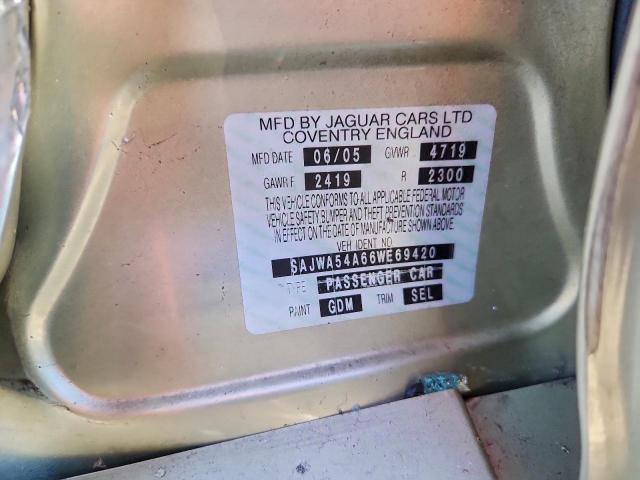 MFD BY JAGUAR CARS LTD
COVENTRY ENGLAND
MFD DATE 06/05 GVWR 4719
GAWR F 2419 R 2300
THIS VEHICLE CONFORMS TO ALL APPLICABLE FEDERAL MOTOR
VEHICLE SAFETY BUMPER AND THEFT PREVENTION STANDARDS
IN EFFECT ON THE DATE OF MANUFACTURE SHOWN ABOVE.
VEH IDENT NO
SAJWA54A66WE69420
TYPE PASSENGER CAR
PAINT GDM TRIM SEL